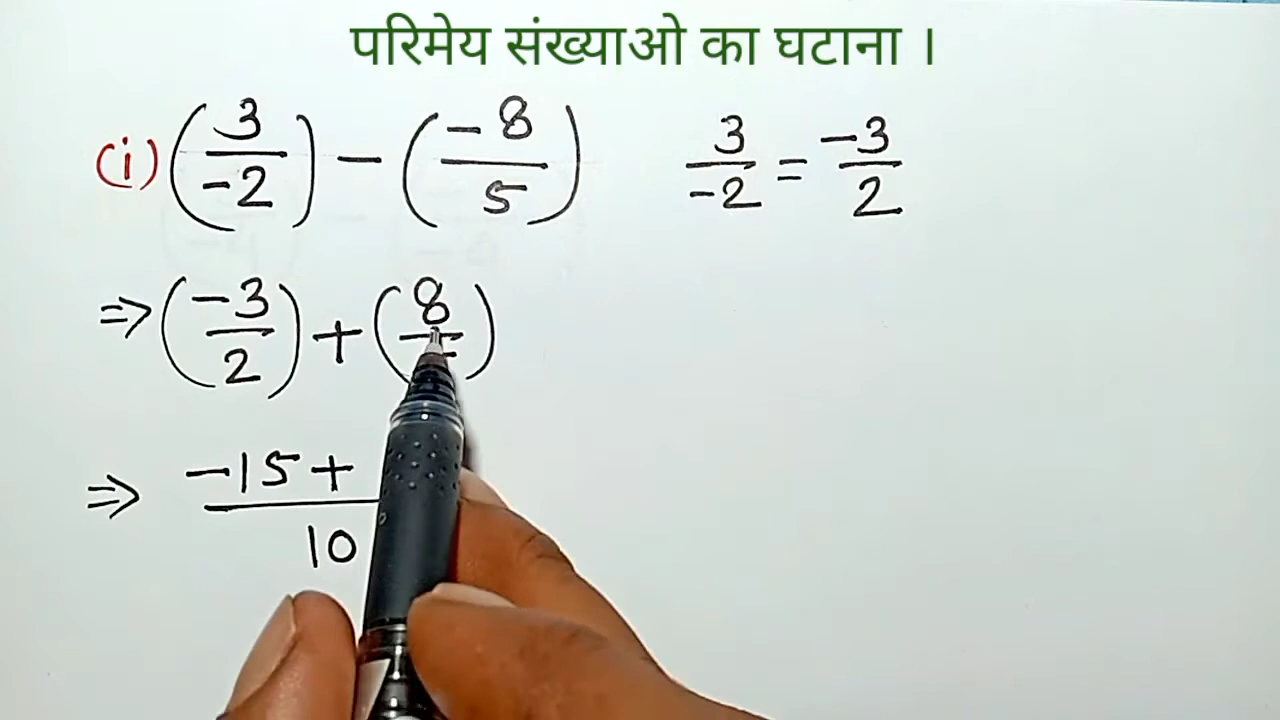 परिमेय संख्याओ का घटाना ।
(i) (3/-2) - (-8/5)   3/-2 = -3/2
⇒ (-3/2) + (8/
⇒ -15+ / 10